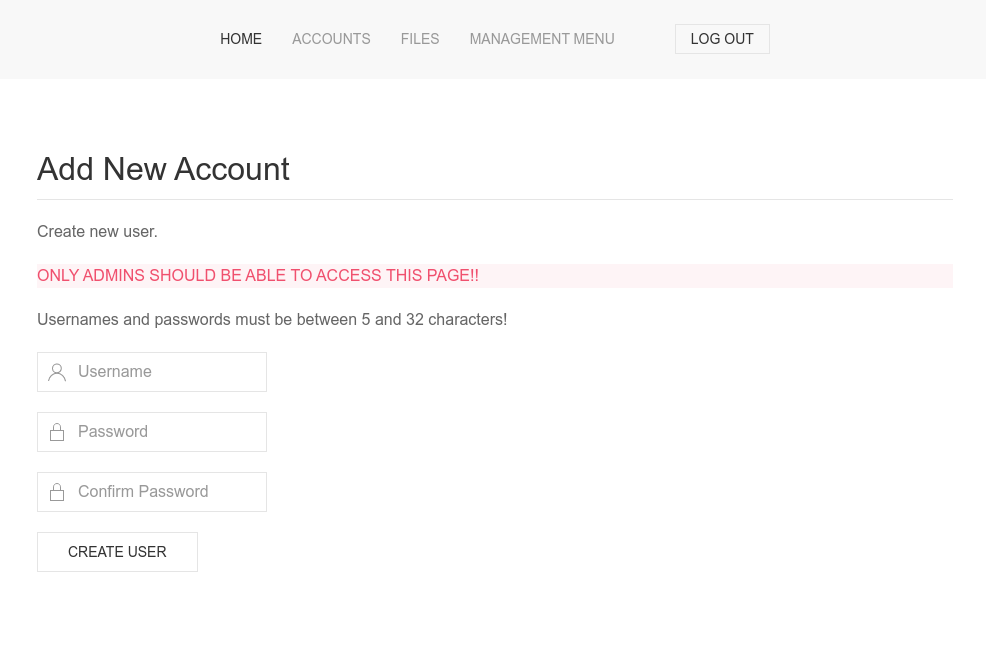 HOME ACCOUNTS FILES MANAGEMENT MENU LOG OUT
Add New Account
Create new user.
ONLY ADMINS SHOULD BE ABLE TO ACCESS THIS PAGE!!
Usernames and passwords must be between 5 and 32 characters!
Username
Password
Confirm Password
CREATE USER